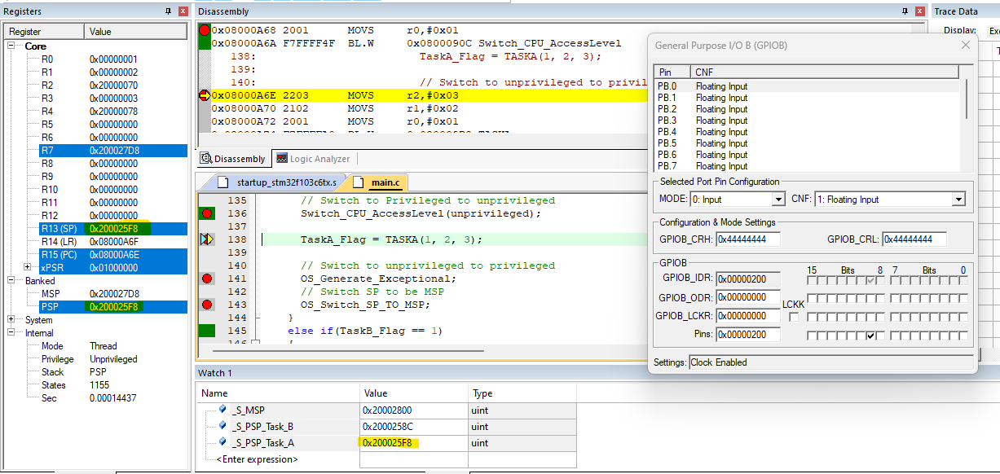 Registers
Register Value
Core
R0 0x00000001
R1 0x00000002
R2 0x20000070
R3 0x00000003
R4 0x20000078
R5 0x00000000
R6 0x00000000
R7 0x200027D8
R8 0x00000000
R9 0x00000000
R10 0x00000000
R11 0x00000000
R12 0x00000000
R13 (SP) 0x200025F8
R14 (LR) 0x08000A6F
R15 (PC) 0x08000A6E
xPSR 0x01000000
Banked
MSP 0x200027D8
PSP 0x200025F8
System
Internal
Mode Thread
Privilege Unprivileged
Stack PSP
States 1155
Sec 0.00014437
Disassembly
0x08000A68 2001 MOVS r0,#0x01
0x08000A6A F7FFFF4F BL.W 0x0800090C Switch_CPU_AccessLevel
138: TaskA_Flag = TASKA(1, 2, 3);
139:
140: // Switch to unprivileged to privil
0x08000A6E 2203 MOVS r2,#0x03
0x08000A70 2102 MOVS r1,#0x02
0x08000A72 2001 MOVS r0,#0x01
Disassembly Logic Analyzer
startup_stm32f103c6tx.s main.c
135 // Switch to Privileged to unprivileged
136 Switch_CPU_AccessLevel(unprivileged);
137
138 TaskA_Flag = TASKA(1, 2, 3);
139
140 // Switch to unprivileged to privileged
141 OS_Generate_Exceptional;
142 // Switch SP to be MSP
143 OS_Switch_SP_TO_MSP;
144 }
145 else if(TaskB_Flag == 1)
Watch 1
Name Value Type
_S_MSP 0x20002800 uint
_S_PSP_Task_B 0x2000258C uint
_S_PSP_Task_A 0x200025F8 uint
<Enter expression>
Trace Data
Display:
General Purpose I/O B (GPIOB)
Pin CNF
PB.0 Floating Input
PB.1 Floating Input
PB.2 Floating Input
PB.3 Floating Input
PB.4 Floating Input
PB.5 Floating Input
PB.6 Floating Input
PB.7 Floating Input
Selected Port Pin Configuration
MODE: 0: Input CNF: 1: Floating Input
Configuration & Mode Settings
GPIOB_CRH: 0x44444444 GPIOB_CRL: 0x44444444
GPIOB
15 Bits 8 7 Bits 0
GPIOB_IDR: 0x00000200
GPIOB_ODR: 0x00000000
LCKK
GPIOB_LCKR: 0x00000000
Pins: 0x00000200
Settings: Clock Enabled